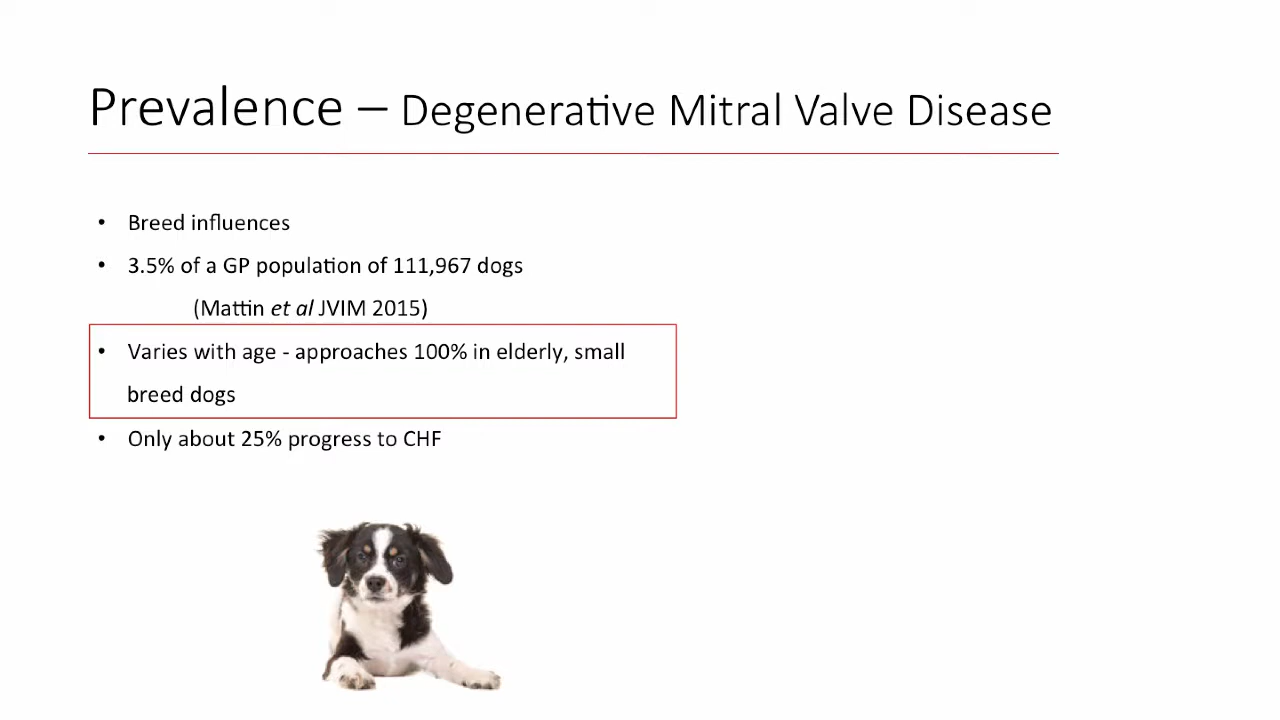 Prevalence – Degenerative Mitral Valve Disease
• Breed influences
• 3.5% of a GP population of 111,967 dogs
(Mattin et al JVIM 2015)
• Varies with age - approaches 100% in elderly, small
breed dogs
• Only about 25% progress to CHF